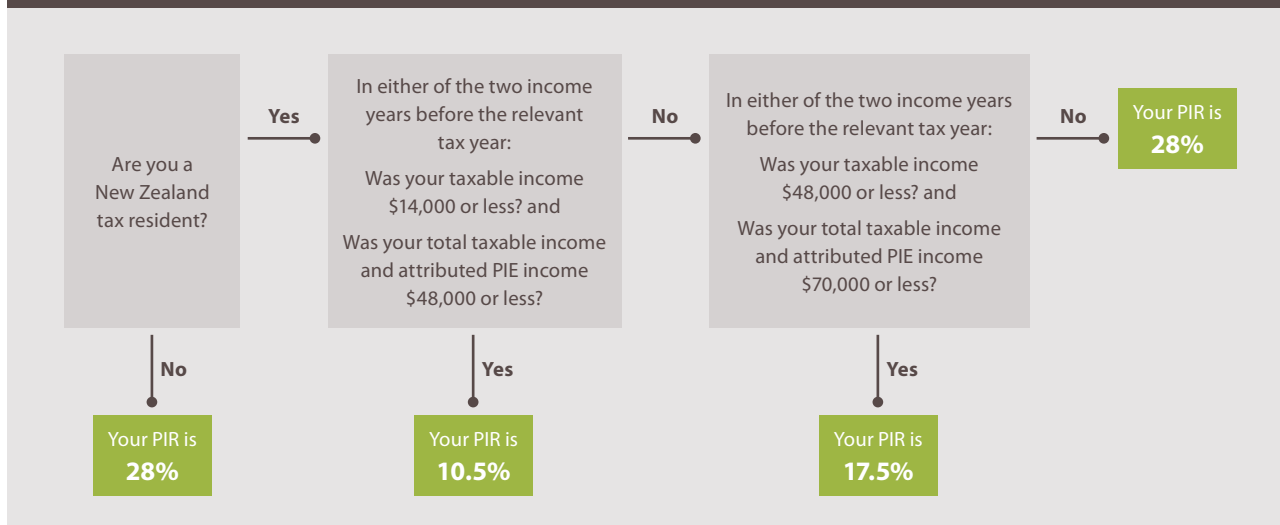 Are you a
New Zealand
tax resident?
Yes
No
Your PIR is
28%
In either of the two income
years before the relevant
tax year:
Was your taxable income
$14,000 or less? and
Was your total taxable income
and attributed PIE income
$48,000 or less?
No
Yes
Your PIR is
10.5%
In either of the two income years
before the relevant tax year:
Was your taxable income
$48,000 or less? and
Was your total taxable income
and attributed PIE income
$70,000 or less?
No
Yes
Your PIR is
17.5%
Your PIR is
28%